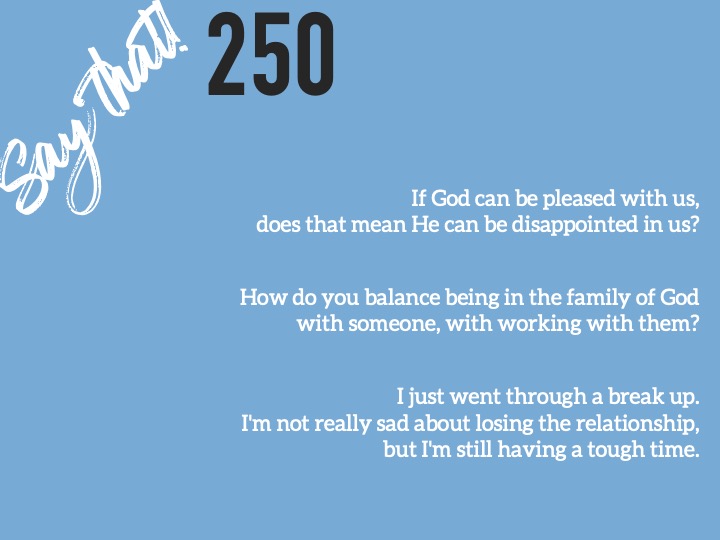 Say that!
250
If God can be pleased with us,
does that mean He can be disappointed in us?
How do you balance being in the family of God
with someone, with working with them?
I just went through a break up.
I'm not really sad about losing the relationship,
but I'm still having a tough time.